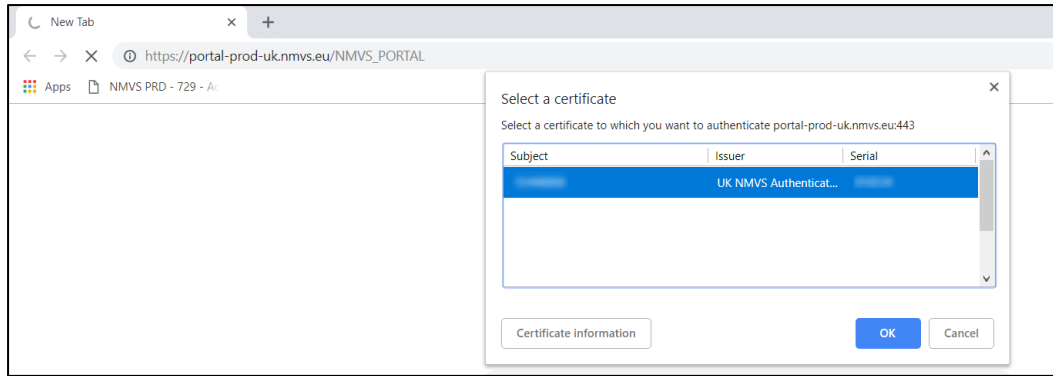 New Tab
https://portal-prod-uk.nmvs.eu/NMVS_PORTAL
Apps NMVS PRD - 729 - Ac
Select a certificate
Select a certificate to which you want to authenticate portal-prod-uk.nmvs.eu:443
Subject Issuer Serial
UK NMVS Authenticat...
Certificate information OK Cancel